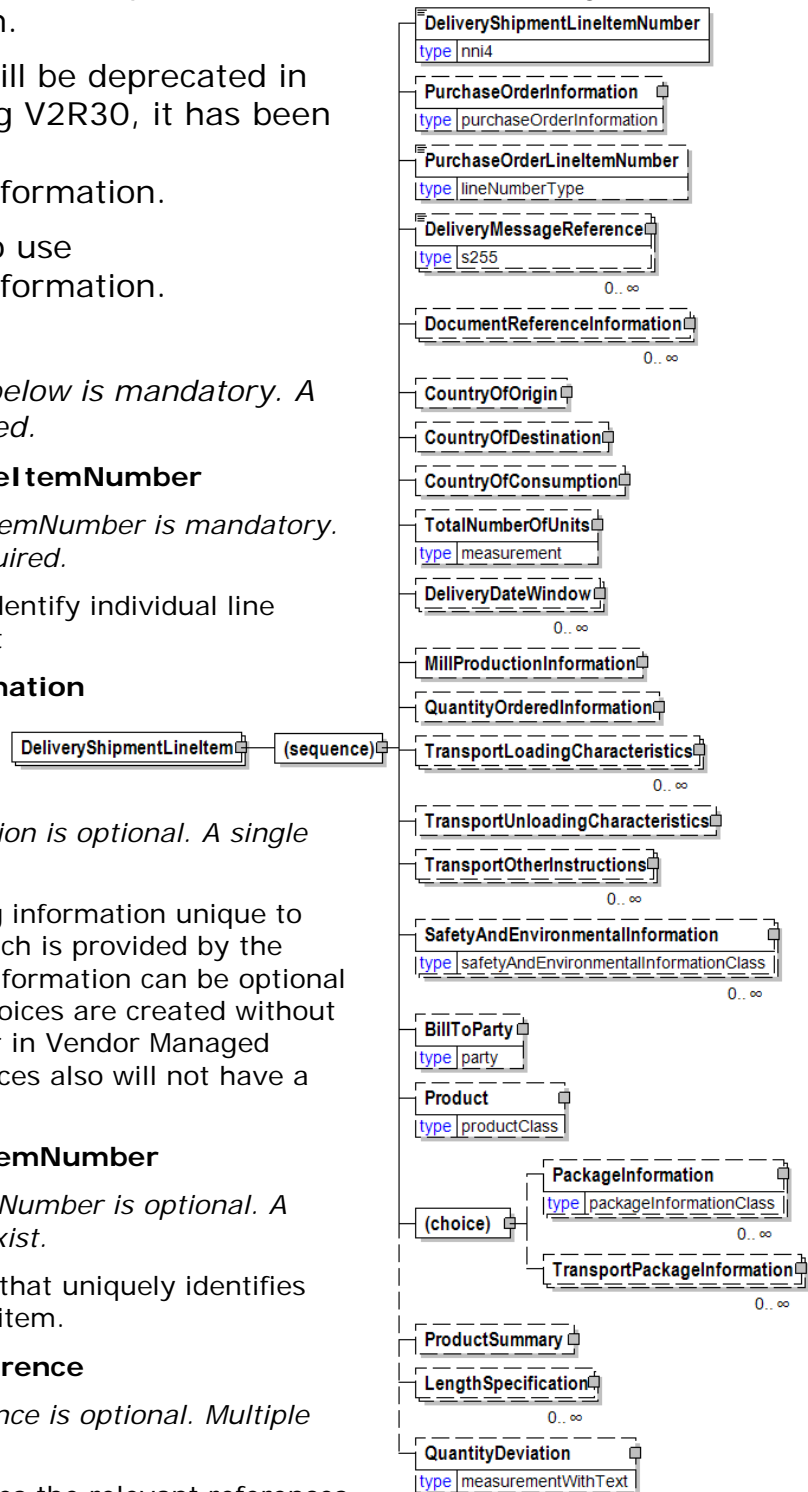 n.
ill be deprecated in
g V2R30, it has been
formation.
o use
formation.
below is mandatory. A
ed.
eItemNumber
temNumber is mandatory.
uired.
dentify individual line
t
nation
ion is optional. A single
g information unique to
ch is provided by the
formation can be optional
oices are created without
r in Vendor Managed
ces also will not have a
emNumber
Number is optional. A
xist.
that uniquely identifies
item.
rence
nce is optional. Multiple
es the relevant references
DeliveryShipmentLineItem
(sequence)
DeliveryShipmentLineItemNumber
type nni4
PurchaseOrderInformation
type purchaseOrderInformation
PurchaseOrderLineItemNumber
type lineNumberType
DeliveryMessageReference
type s255
0..∞
DocumentReferenceInformation
0..∞
CountryOfOrigin
CountryOfDestination
CountryOfConsumption
TotalNumberOfUnits
type measurement
DeliveryDateWindow
0..∞
MillProductionInformation
QuantityOrderedInformation
TransportLoadingCharacteristics
0..∞
TransportUnloadingCharacteristics
TransportOtherInstructions
0..∞
SafetyAndEnvironmentalInformation
type safetyAndEnvironmentalInformationClass
0..∞
BillToParty
type party
Product
type productClass
(choice)
PackageInformation
type packageInformationClass
0..∞
TransportPackageInformation
0..∞
ProductSummary
LengthSpecification
0..∞
QuantityDeviation
type measurementWithText